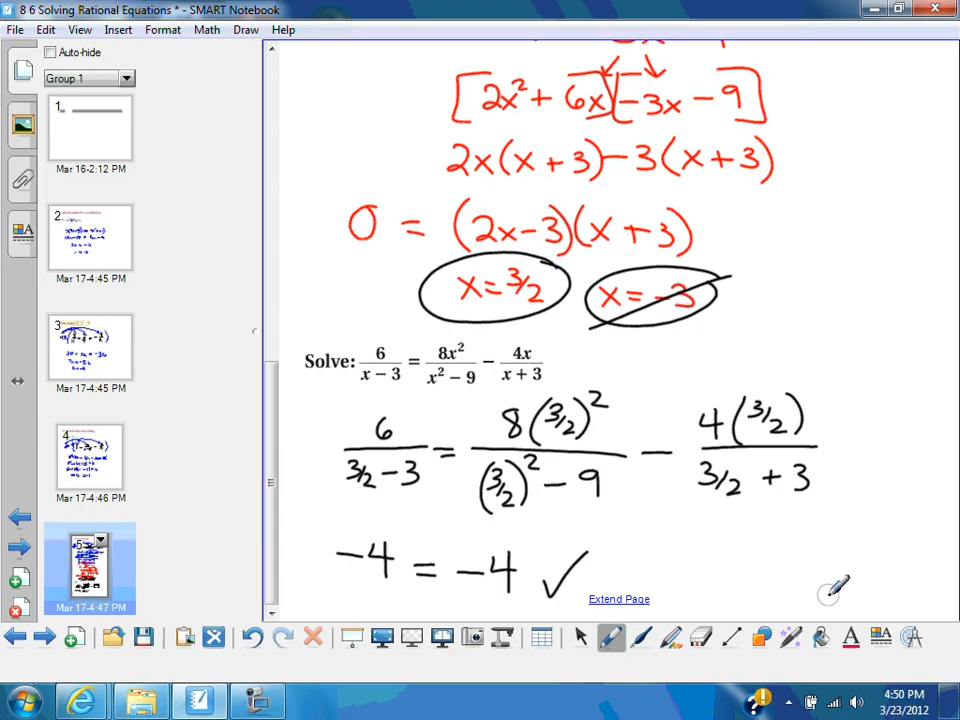 8 6 Solving Rational Equations * - SMART Notebook
File Edit View Insert Format Math Draw Help
Auto-hide
Group 1
1
Mar 16-2:12 PM
2
Mar 17-4:45 PM
3
Mar 17-4:45 PM
4
Mar 17-4:46 PM
5
Mar 17-4:47 PM
[2x² + 6x - 3x - 9]
2x(x + 3) - 3(x + 3)
0 = (2x - 3)(x + 3)
x = 3/2 x = -3
Solve: 6/(x - 3) = 8x²/(x² - 9) - 4x/(x + 3)
6/(3/2 - 3) = 8(3/2)²/((3/2)² - 9) - 4(3/2)/(3/2 + 3)
-4 = -4 ✓
Extend Page
4:50 PM
3/23/2012